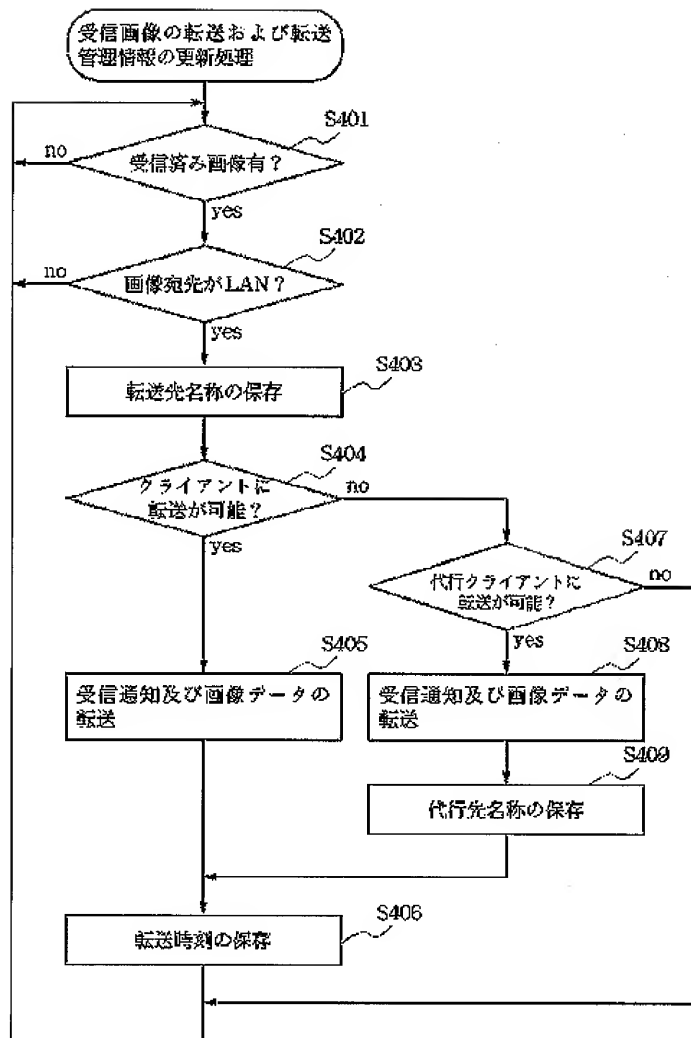 受信画像の転送および転送
管理情報の更新処理
S401
no
受信済み画像有？
yes
S402
no
画像宛先がLAN？
yes
S403
転送先名称の保存
S404
クライアントに
転送が可能？
no
yes
S407
代行クライアントに
転送が可能？
no
yes
S405
受信通知及び画像データの
転送
S408
受信通知及び画像データの
転送
S409
代行先名称の保存
S406
転送時刻の保存